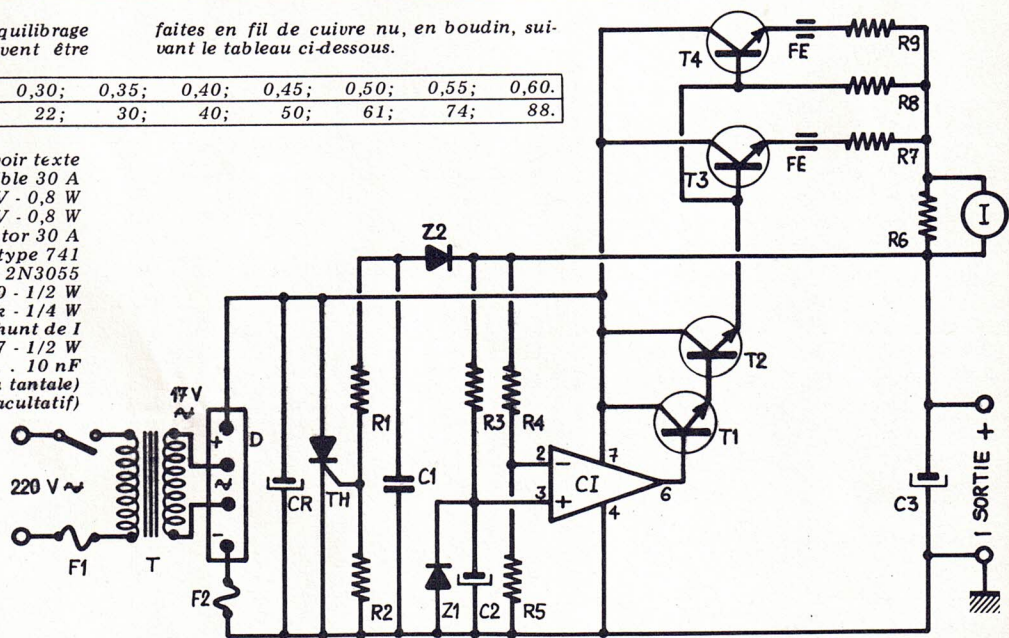 quilibrage
vent être
faites en fil de cuivre nu, en boudin, sui-
vant le tableau ci-dessous.
0,30; 0,35; 0,40; 0,45; 0,50; 0,55; 0,60.
22; 30; 40; 50; 61; 74; 88.
oir texte
ble 30 A
V - 0,8 W
V - 0,8 W
tor 30 A
type 741
2N3055
0 - 1/2 W
k - 1/4 W
hunt de I
7 - 1/2 W
. 10 nF
tantale)
acultatif)
T4
FE
R9
R8
T3
FE
R7
R6
I
Z2
T2
T1
R1
R3
R4
C1
2
3
7
6
4
CI
17 V ~
+
D
~
-
220 V ~
F1
T
F2
CR
TH
R2
Z1
C2
R5
C3
- SORTIE +